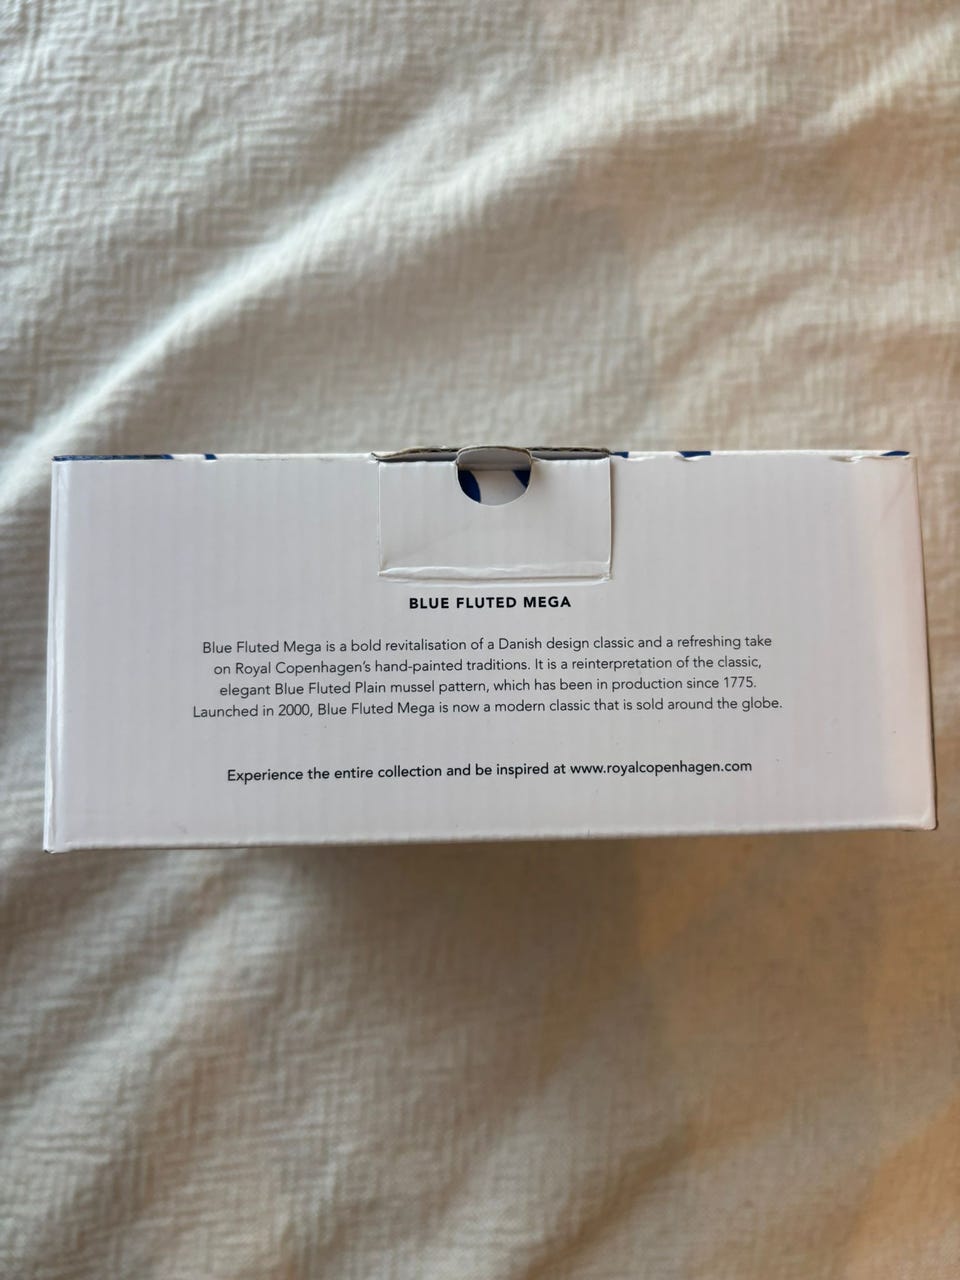 BLUE FLUTED MEGA
Blue Fluted Mega is a bold revitalisation of a Danish design classic and a refreshing take
on Royal Copenhagen's hand-painted traditions. It is a reinterpretation of the classic,
elegant Blue Fluted Plain mussel pattern, which has been in production since 1775.
Launched in 2000, Blue Fluted Mega is now a modern classic that is sold around the globe.
Experience the entire collection and be inspired at www.royalcopenhagen.com